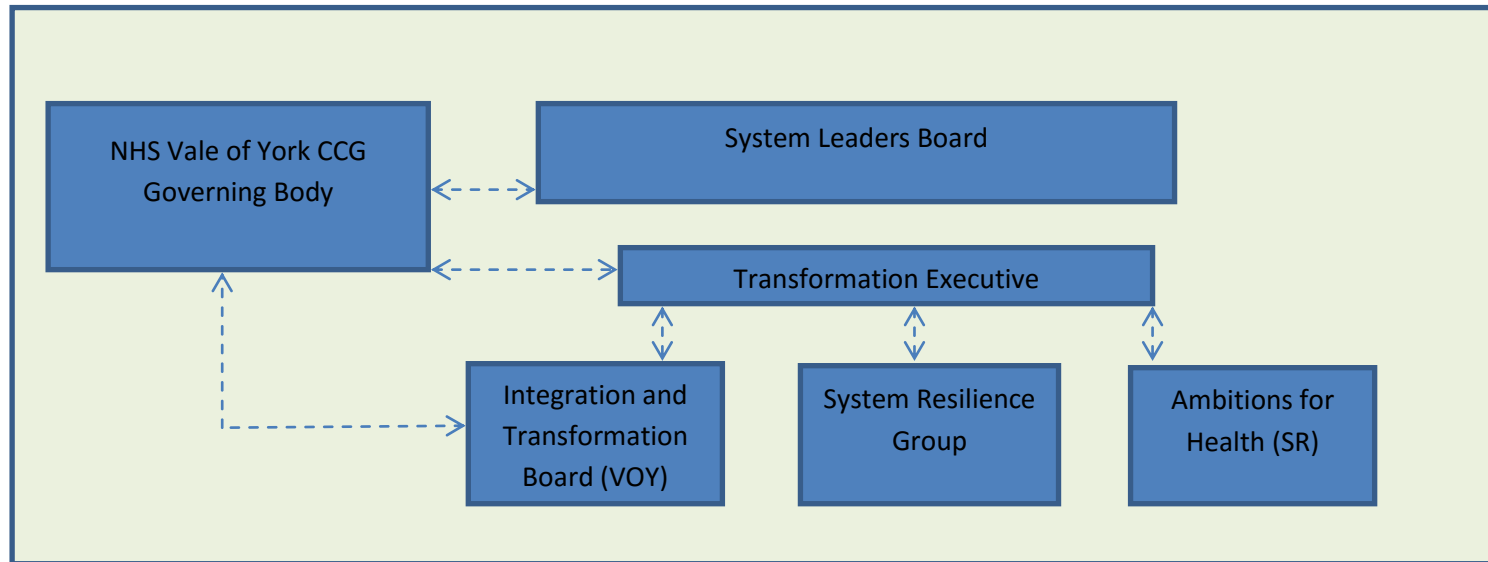 NHS Vale of York CCG
Governing Body
System Leaders Board
Transformation Executive
Integration and
Transformation
Board (VOY)
System Resilience
Group
Ambitions for
Health (SR)